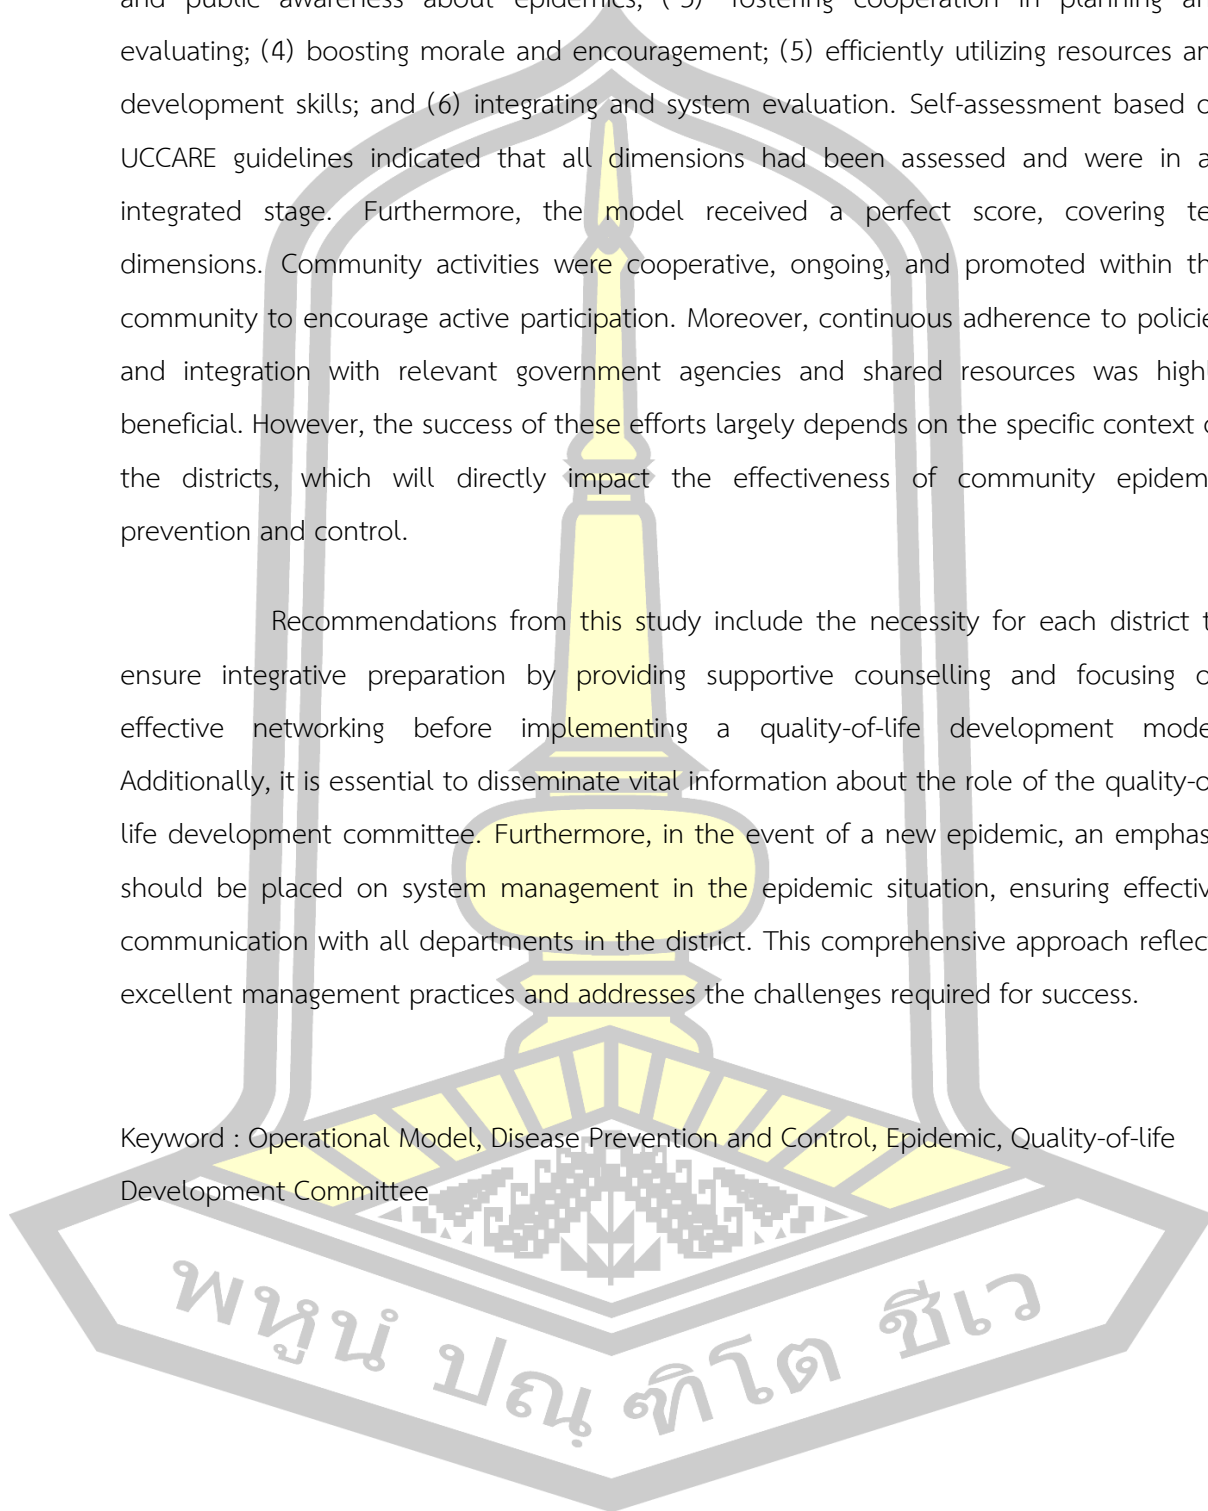 and public awareness about epidemics; (3) fostering cooperation in planning an
evaluating; (4) boosting morale and encouragement; (5) efficiently utilizing resources an
development skills; and (6) integrating and system evaluation. Self-assessment based o
UCCARE guidelines indicated that all dimensions had been assessed and were in a
integrated stage. Furthermore, the model received a perfect score, covering te
dimensions. Community activities were cooperative, ongoing, and promoted within th
community to encourage active participation. Moreover, continuous adherence to policie
and integration with relevant government agencies and shared resources was highl
beneficial. However, the success of these efforts largely depends on the specific context o
the districts, which will directly impact the effectiveness of community epidem
prevention and control.
Recommendations from this study include the necessity for each district t
ensure integrative preparation by providing supportive counselling and focusing o
effective networking before implementing a quality-of-life development mode
Additionally, it is essential to disseminate vital information about the role of the quality-o
life development committee. Furthermore, in the event of a new epidemic, an emphas
should be placed on system management in the epidemic situation, ensuring effectiv
communication with all departments in the district. This comprehensive approach reflect
excellent management practices and addresses the challenges required for success.
Keyword : Operational Model, Disease Prevention and Control, Epidemic, Quality-of-life
Development Committee
พหูนํ ปณฺฑิโต ชีเว